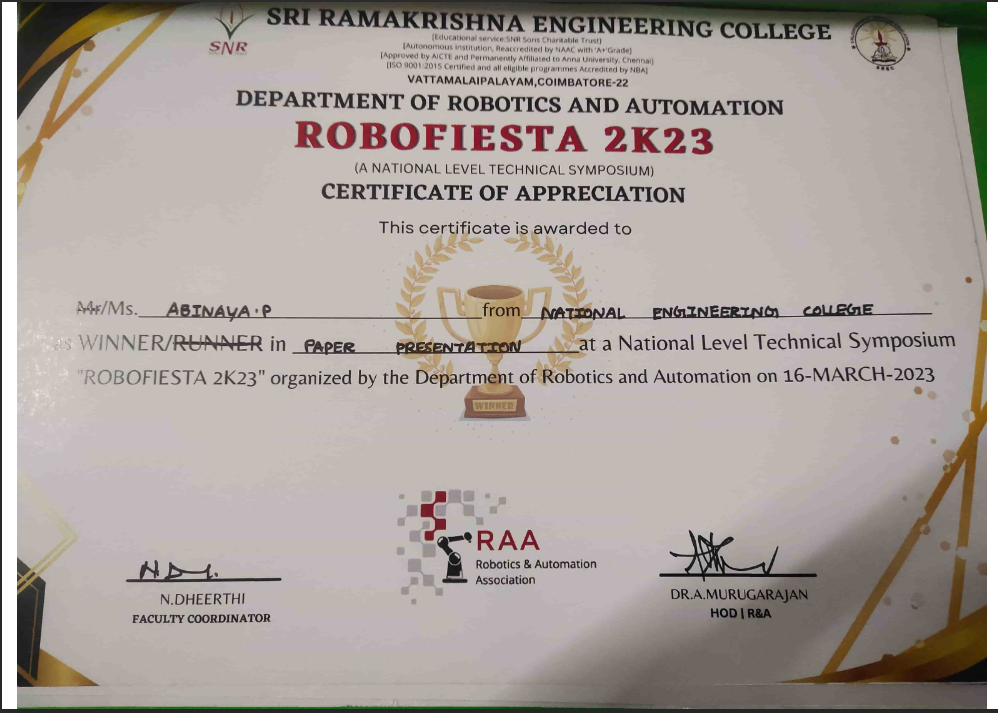 SRI RAMAKRISHNA ENGINEERING COLLEGE
SNR
[Educational service:SNR Sons Charitable Trust]
[Autonomous Institution, Reaccredited by NAAC with 'A+'Grade]
[Approved by AICTE and Permanently Affiliated to Anna University, Chennai]
[ISO 9001:2015 Certified and all eligible programmes Accredited by NBA]
VATTAMALAIPALAYAM,COIMBATORE-22
DEPARTMENT OF ROBOTICS AND AUTOMATION
ROBOFIESTA 2K23
(A NATIONAL LEVEL TECHNICAL SYMPOSIUM)
CERTIFICATE OF APPRECIATION
This certificate is awarded to
Mr/Ms. ABINAYA.P from NATIONAL ENGINEERING COLLEGE
as WINNER/RUNNER in PAPER PRESENTATION at a National Level Technical Symposium
"ROBOFIESTA 2K23" organized by the Department of Robotics and Automation on 16-MARCH-2023
WINNER
RAA
Robotics & Automation
Association
N.DHEERTHI
FACULTY COORDINATOR
DR.A.MURUGARAJAN
HOD | R&A